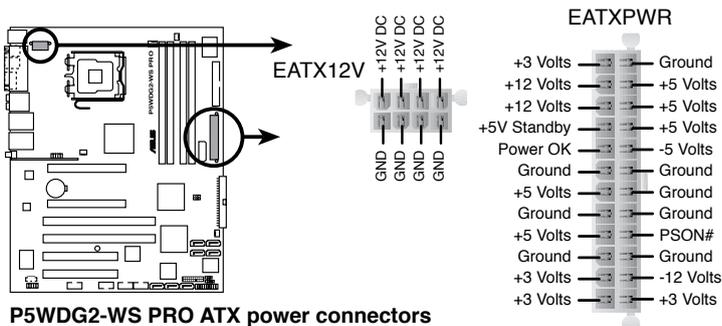 EATXPWR
EATX12V
+12V DC
+12V DC
+12V DC
+12V DC
GND
GND
GND
GND
P5WDG2-WS PRO
ASUS
+3 Volts Ground
+12 Volts +5 Volts
+12 Volts +5 Volts
+5V Standby +5 Volts
Power OK -5 Volts
Ground Ground
+5 Volts Ground
Ground Ground
+5 Volts PSON#
Ground Ground
+3 Volts -12 Volts
+3 Volts +3 Volts
P5WDG2-WS PRO ATX power connectors